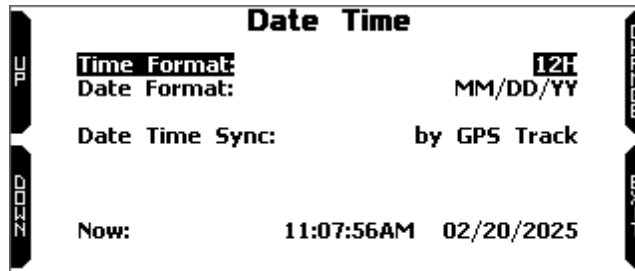 Date Time
UP
Time Format: 12H
Date Format: MM/DD/YY
Date Time Sync: by GPS Track
DOWN
Now: 11:07:56AM 02/20/2025